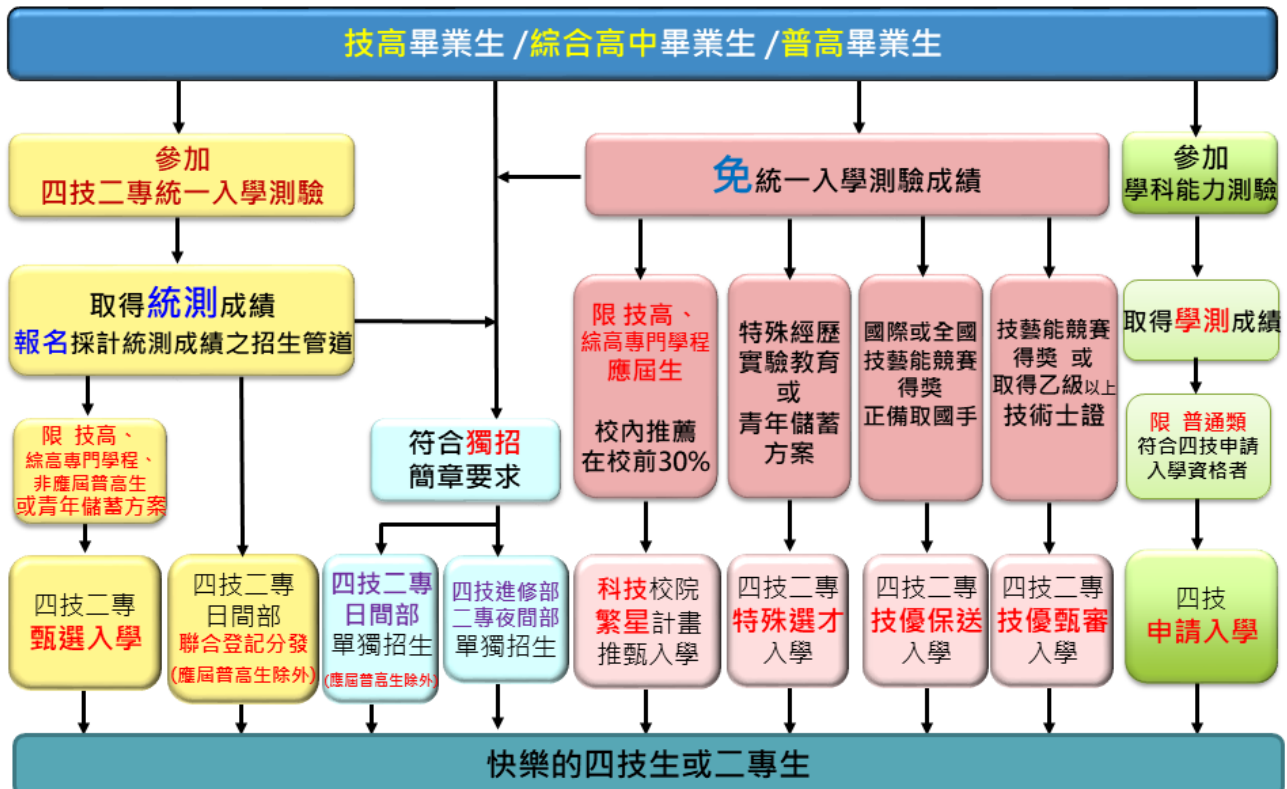 技高畢業生 /綜合高中畢業生 /普高畢業生
參加
四技二專統一入學測驗
免統一入學測驗成績
參加
學科能力測驗
取得統測成績
報名採計統測成績之招生管道
限 技高、
綜高專門學程
應屆生
校內推薦
在校前30%
特殊經歷
實驗教育
或
青年儲蓄
方案
國際或全國
技藝能競賽
得獎
正備取國手
技藝能競賽
得獎 或
取得乙級以上
技術士證
取得學測成績
限 技高、
綜高專門學程、
非應屆普高生
或青年儲蓄方案
符合獨招
簡章要求
限 普通類
符合四技申請
入學資格者
四技二專
甄選入學
四技二專
日間部
聯合登記分發
(應屆普高生除外)
四技二專
日間部
單獨招生
(應屆普高生除外)
四技進修部
二專夜間部
單獨招生
科技校院
繁星計畫
推甄入學
四技二專
特殊選才
入學
四技二專
技優保送
入學
四技二專
技優甄審
入學
四技
申請入學
快樂的四技生或二專生